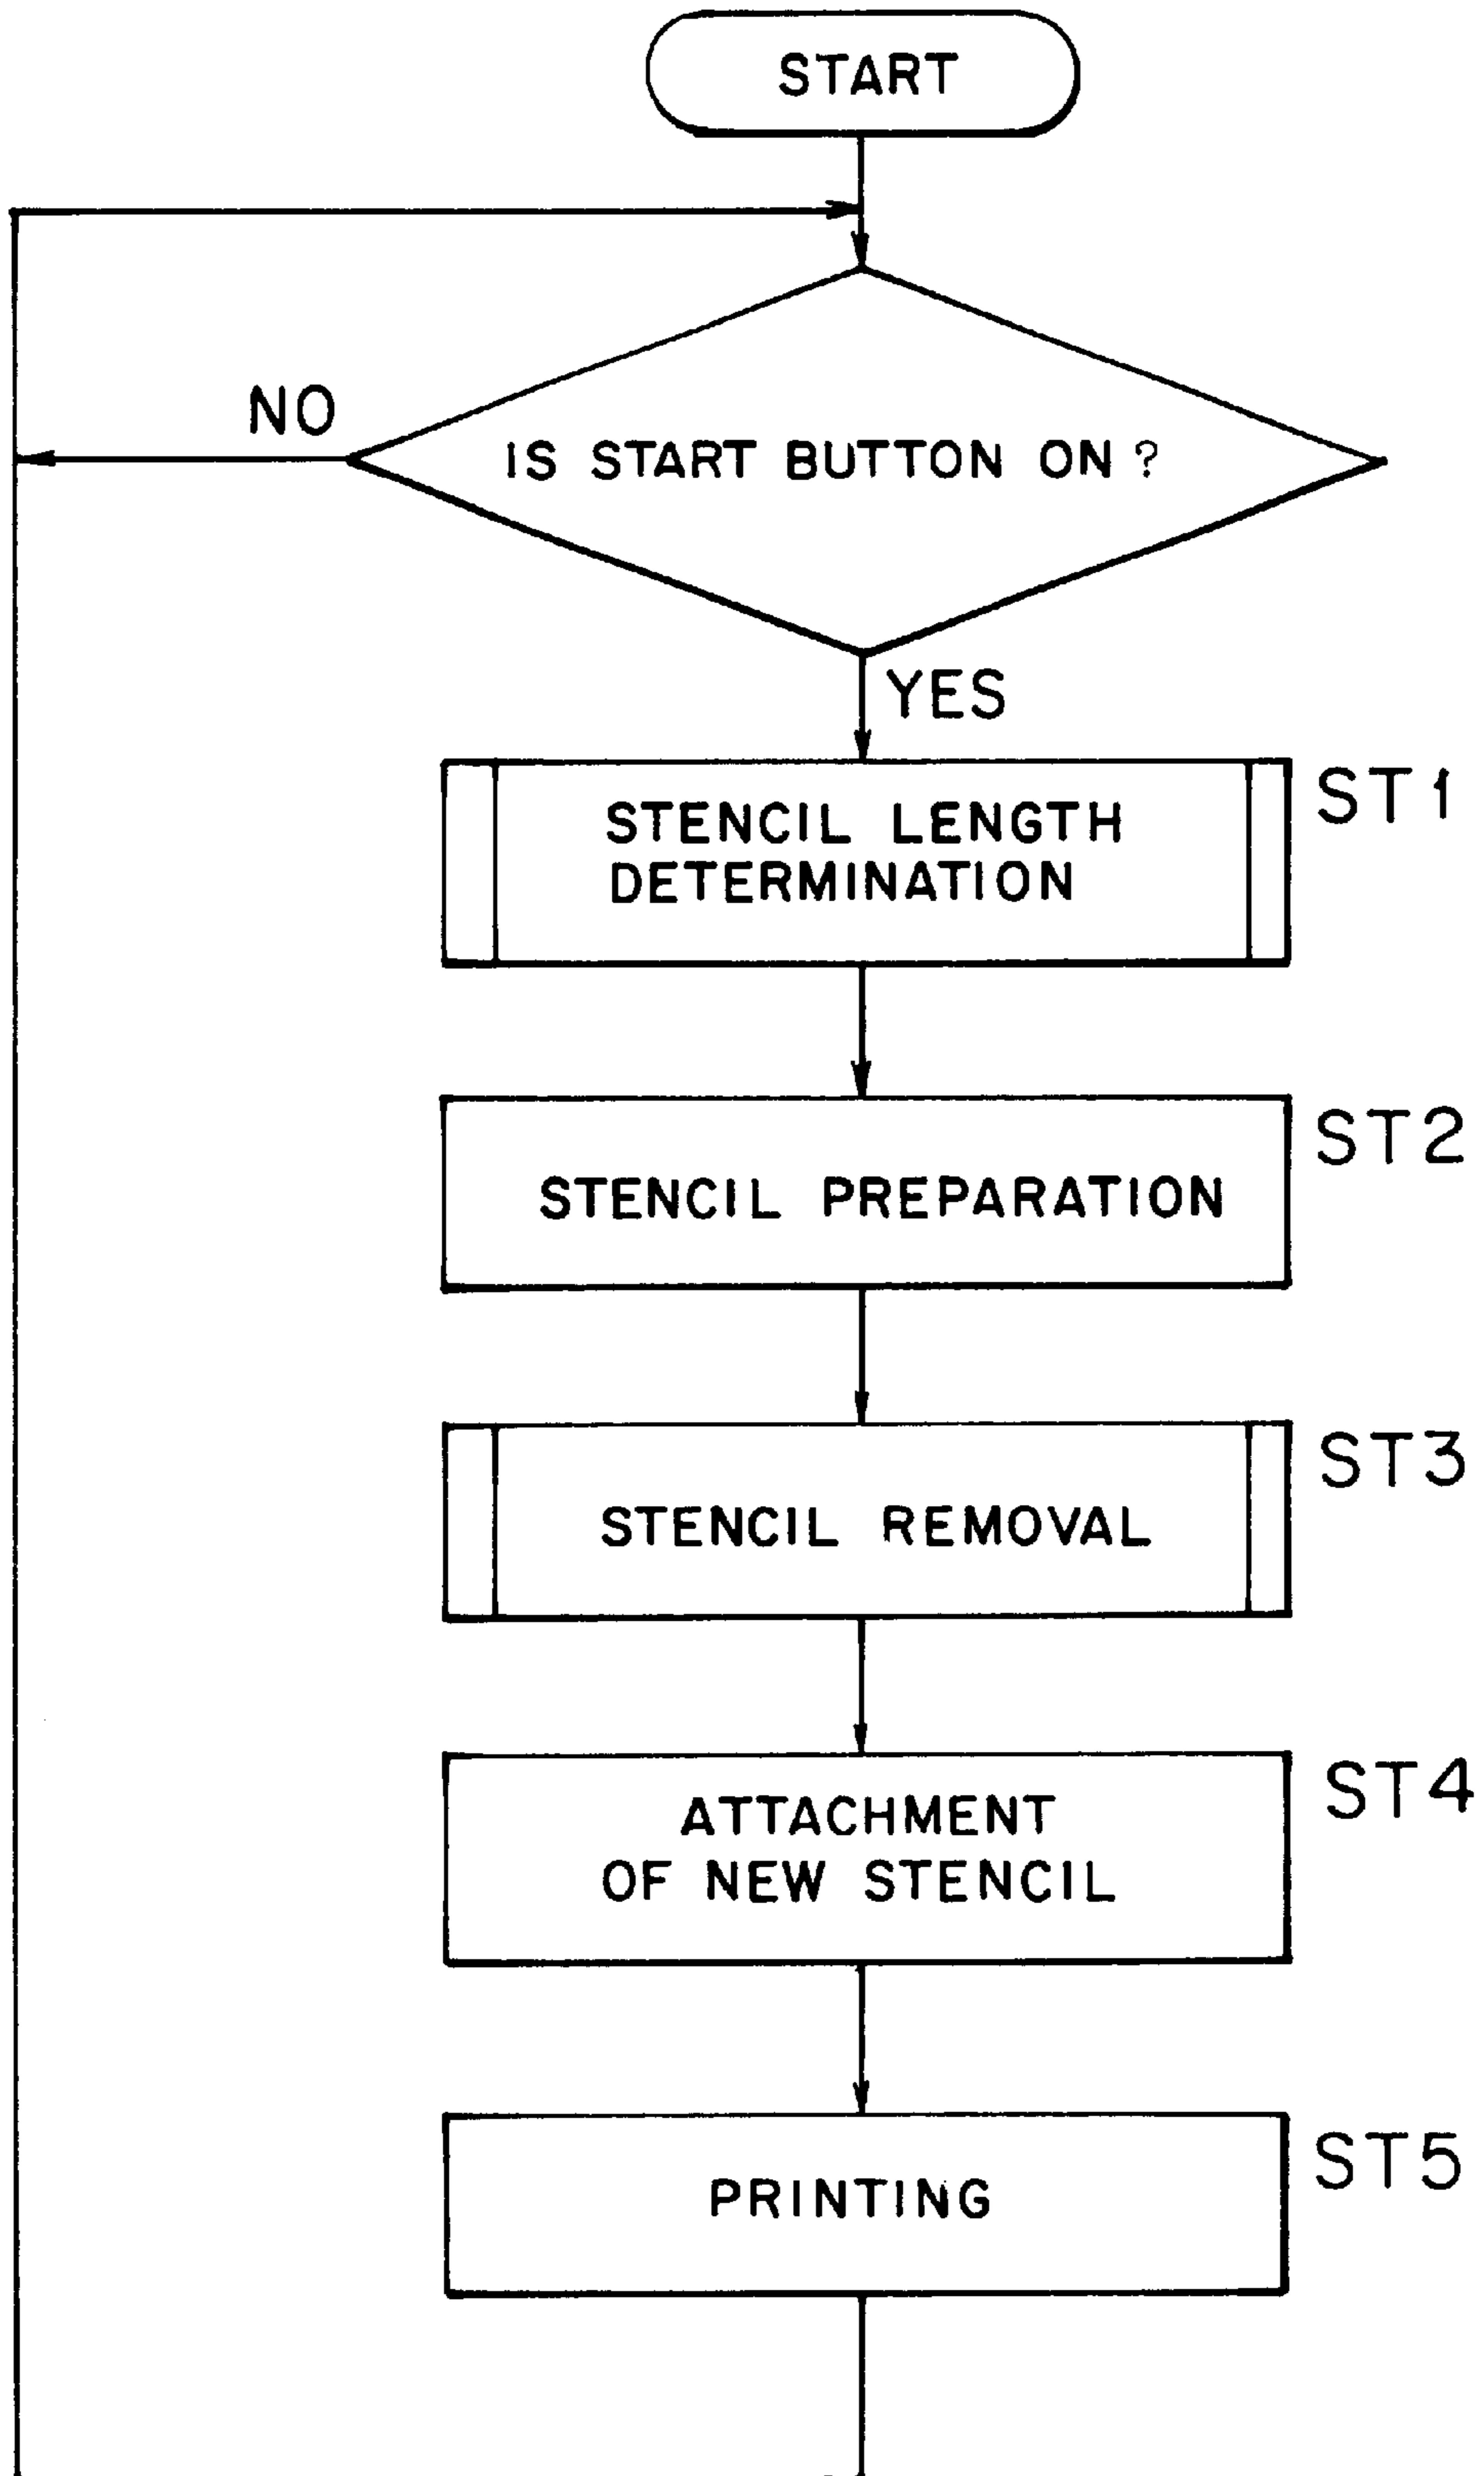 START
NO
IS START BUTTON ON ?
YES
ST1
STENCIL LENGTH
DETERMINATION
ST2
STENCIL PREPARATION
ST3
STENCIL REMOVAL
ST4
ATTACHMENT
OF NEW STENCIL
ST5
PRINTING